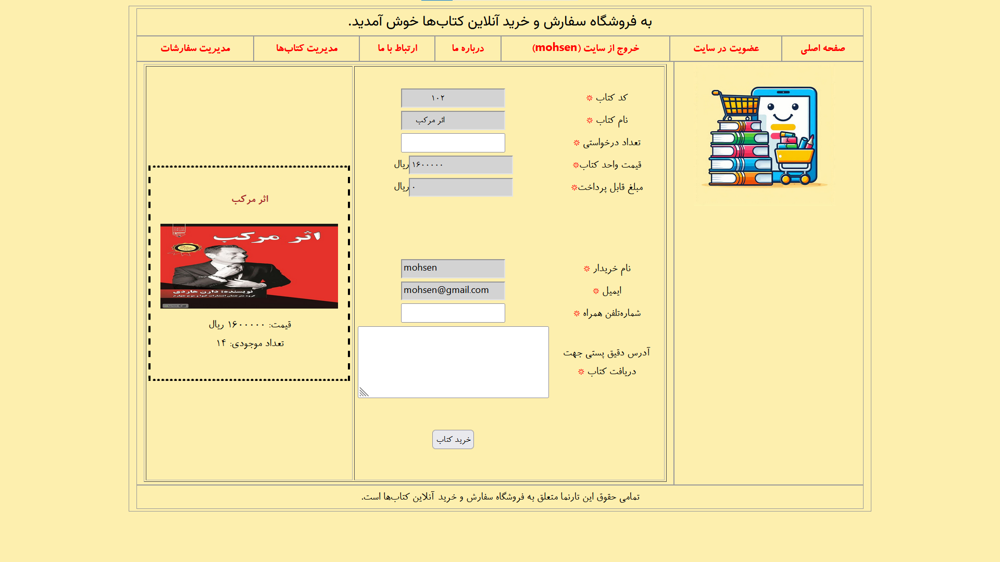 به فروشگاه سفارش و خرید آنلاین کتاب‌ها خوش آمدید.
صفحه اصلی
عضویت در سایت
خروج از سایت (mohsen)
درباره ما
ارتباط با ما
مدیریت کتاب‌ها
مدیریت سفارشات
کد کتاب ❊ ۱۰۲
نام کتاب ❊ اثر مرکب
تعداد درخواستی ❊
قیمت واحد کتاب❊ ۱۶۰۰۰۰۰ ریال
مبلغ قابل پرداخت❊ ۰ ریال
نام خریدار ❊ mohsen
ایمیل ❊ mohsen@gmail.com
شماره‌تلفن همراه ❊
آدرس دقیق پستی جهت
دریافت کتاب ❊
خرید کتاب
اثر مرکب
اثر مرکب
نویسنده: دارن هاردی
قیمت: ۱۶۰۰۰۰۰ ریال
تعداد موجودی: ۱۴
تمامی حقوق این تارنما متعلق به فروشگاه سفارش و خرید آنلاین کتاب‌ها است.